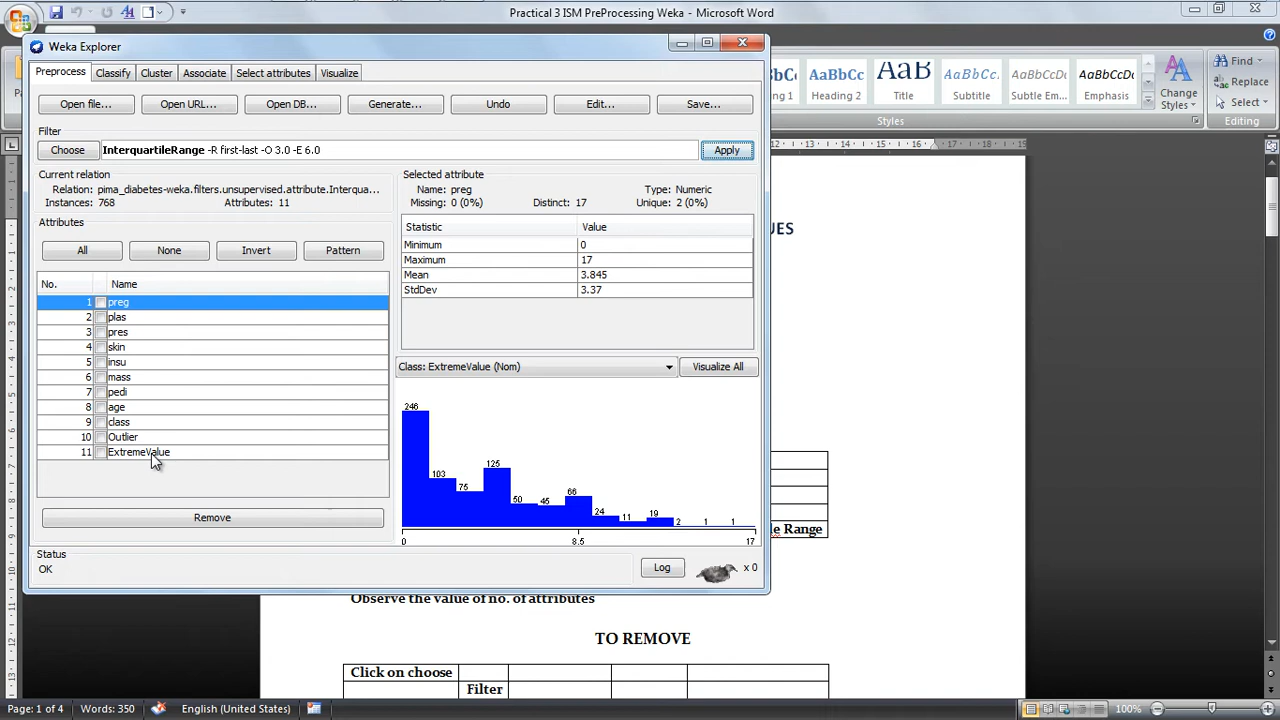 Practical 3 ISM PreProcessing Weka - Microsoft Word
Weka Explorer
Preprocess Classify Cluster Associate Select attributes Visualize
Open file... Open URL... Open DB... Generate... Undo Edit... Save...
Filter
Choose InterquartileRange -R first-last -O 3.0 -E 6.0 Apply
Current relation
Relation: pima_diabetes-weka.filters.unsupervised.attribute.Interqua...
Instances: 768 Attributes: 11
Attributes
All None Invert Pattern
No. Name
1 preg
2 plas
3 pres
4 skin
5 insu
6 mass
7 pedi
8 age
9 class
10 Outlier
11 ExtremeValue
Remove
Status
OK
Selected attribute
Name: preg Type: Numeric
Missing: 0 (0%) Distinct: 17 Unique: 2 (0%)
Statistic Value
Minimum 0
Maximum 17
Mean 3.845
StdDev 3.37
Class: ExtremeValue (Nom) Visualize All
246
103
75
125
50
45
66
24
11
19
2
1
1
0 8.5 17
Log x 0
AaBbCc AaB AaBbCc. AaBbCcDc AaBbCcDc
Heading 2 Title Subtitle Subtle Em... Emphasis
Change
Styles
Styles
Find
Replace
Select
Editing
12 13 14 15 16 17 18 19
UES
le Range
Observe the value of no. of attributes
TO REMOVE
Click on choose
Filter
Page: 1 of 4 Words: 350 English (United States) 100%